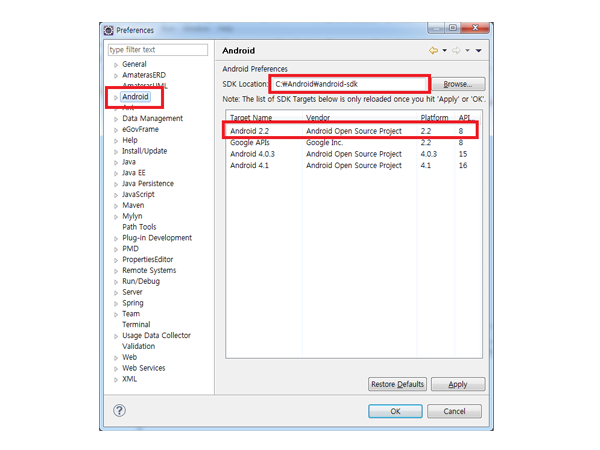 Preferences
type filter text
General
AmaterasERD
AmaterasUML
Android
Ant
Data Management
eGovFrame
Help
Install/Update
Java
Java EE
Java Persistence
JavaScript
Maven
Mylyn
Path Tools
Plug-in Development
PMD
PropertiesEditor
Remote Systems
Run/Debug
Server
Spring
Team
Terminal
Usage Data Collector
Validation
Web
Web Services
XML
Android
Android Preferences
SDK Location: C:₩Android₩android-sdk Browse...
Note: The list of SDK Targets below is only reloaded once you hit 'Apply' or 'OK'.
Target Name Vendor Platform API...
Android 2.2 Android Open Source Project 2.2 8
Google APIs Google Inc. 2.2 8
Android 4.0.3 Android Open Source Project 4.0.3 15
Android 4.1 Android Open Source Project 4.1 16
Restore Defaults Apply
OK Cancel